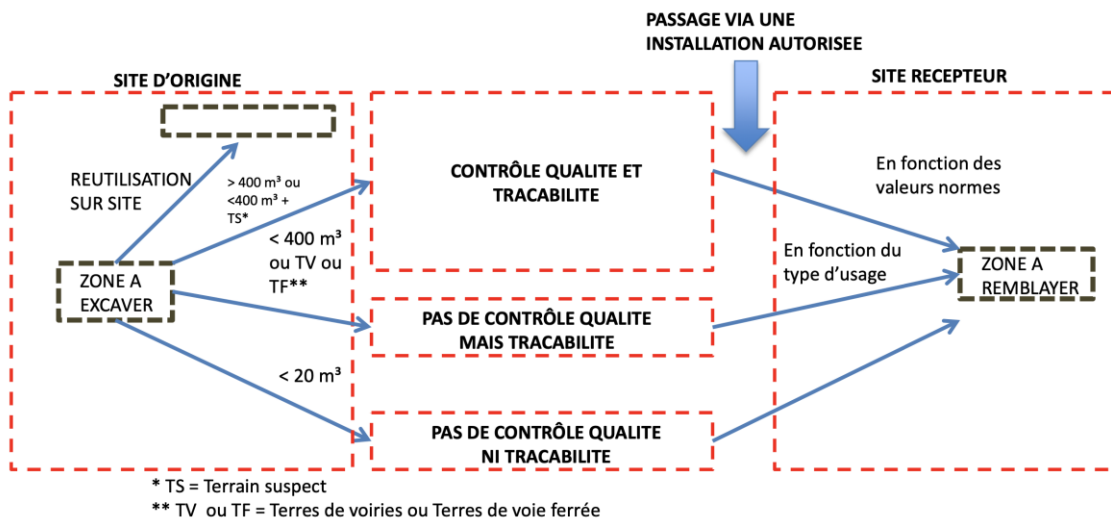 PASSAGE VIA UNE
INSTALLATION AUTORISEE
SITE D'ORIGINE
SITE RECEPTEUR
REUTILISATION
SUR SITE
> 400 m³ ou
<400 m³ +
TS*
< 400 m³
ou TV ou
TF**
ZONE A
EXCAVER
< 20 m³
CONTRÔLE QUALITE ET
TRACABILITE
PAS DE CONTRÔLE QUALITE
MAIS TRACABILITE
PAS DE CONTRÔLE QUALITE
NI TRACABILITE
En fonction des
valeurs normes
En fonction du
type d'usage
ZONE A
REMBLAYER
* TS = Terrain suspect
** TV ou TF = Terres de voiries ou Terres de voie ferrée